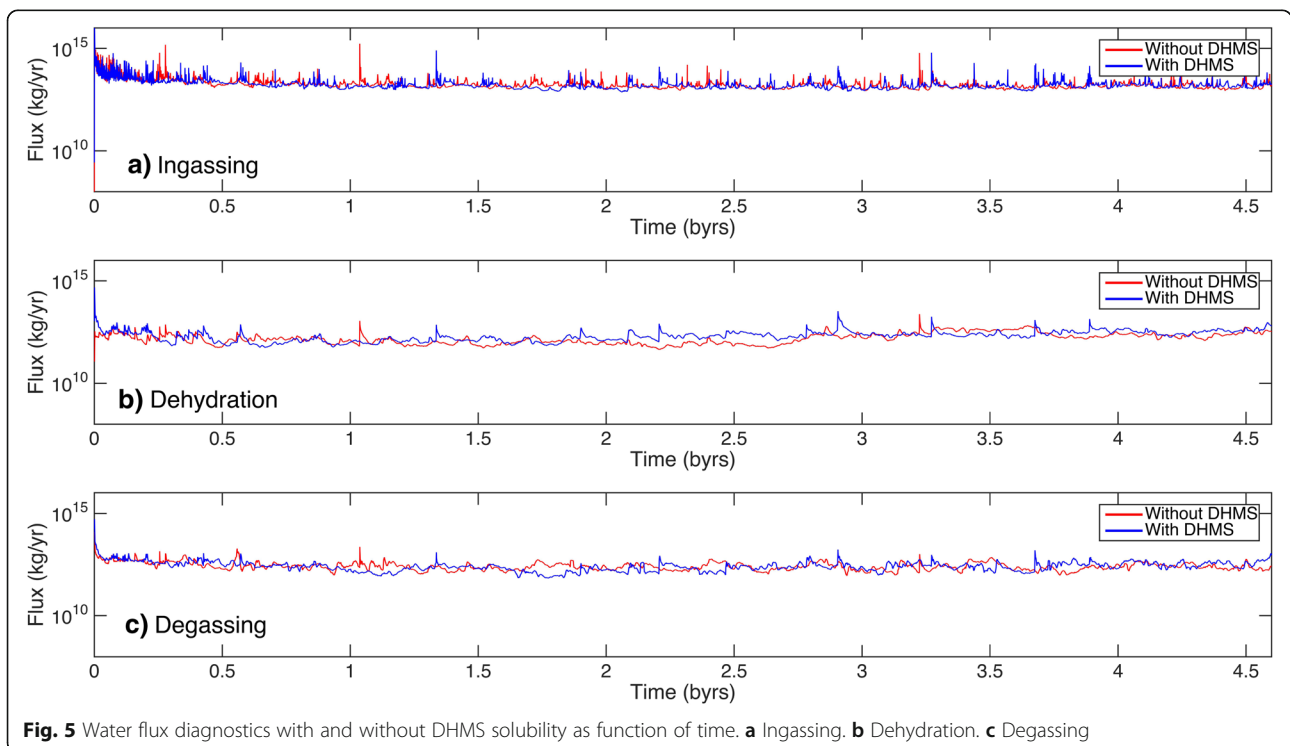 10^15
10^10
Flux (kg/yr)
Without DHMS
With DHMS
a) Ingassing
0 0.5 1 1.5 2 2.5 3 3.5 4 4.5
Time (byrs)
10^15
10^10
Flux (kg/yr)
Without DHMS
With DHMS
b) Dehydration
0 0.5 1 1.5 2 2.5 3 3.5 4 4.5
Time (byrs)
10^15
10^10
Flux (kg/yr)
Without DHMS
With DHMS
c) Degassing
0 0.5 1 1.5 2 2.5 3 3.5 4 4.5
Time (byrs)
Fig. 5 Water flux diagnostics with and without DHMS solubility as function of time. a Ingassing. b Dehydration. c Degassing